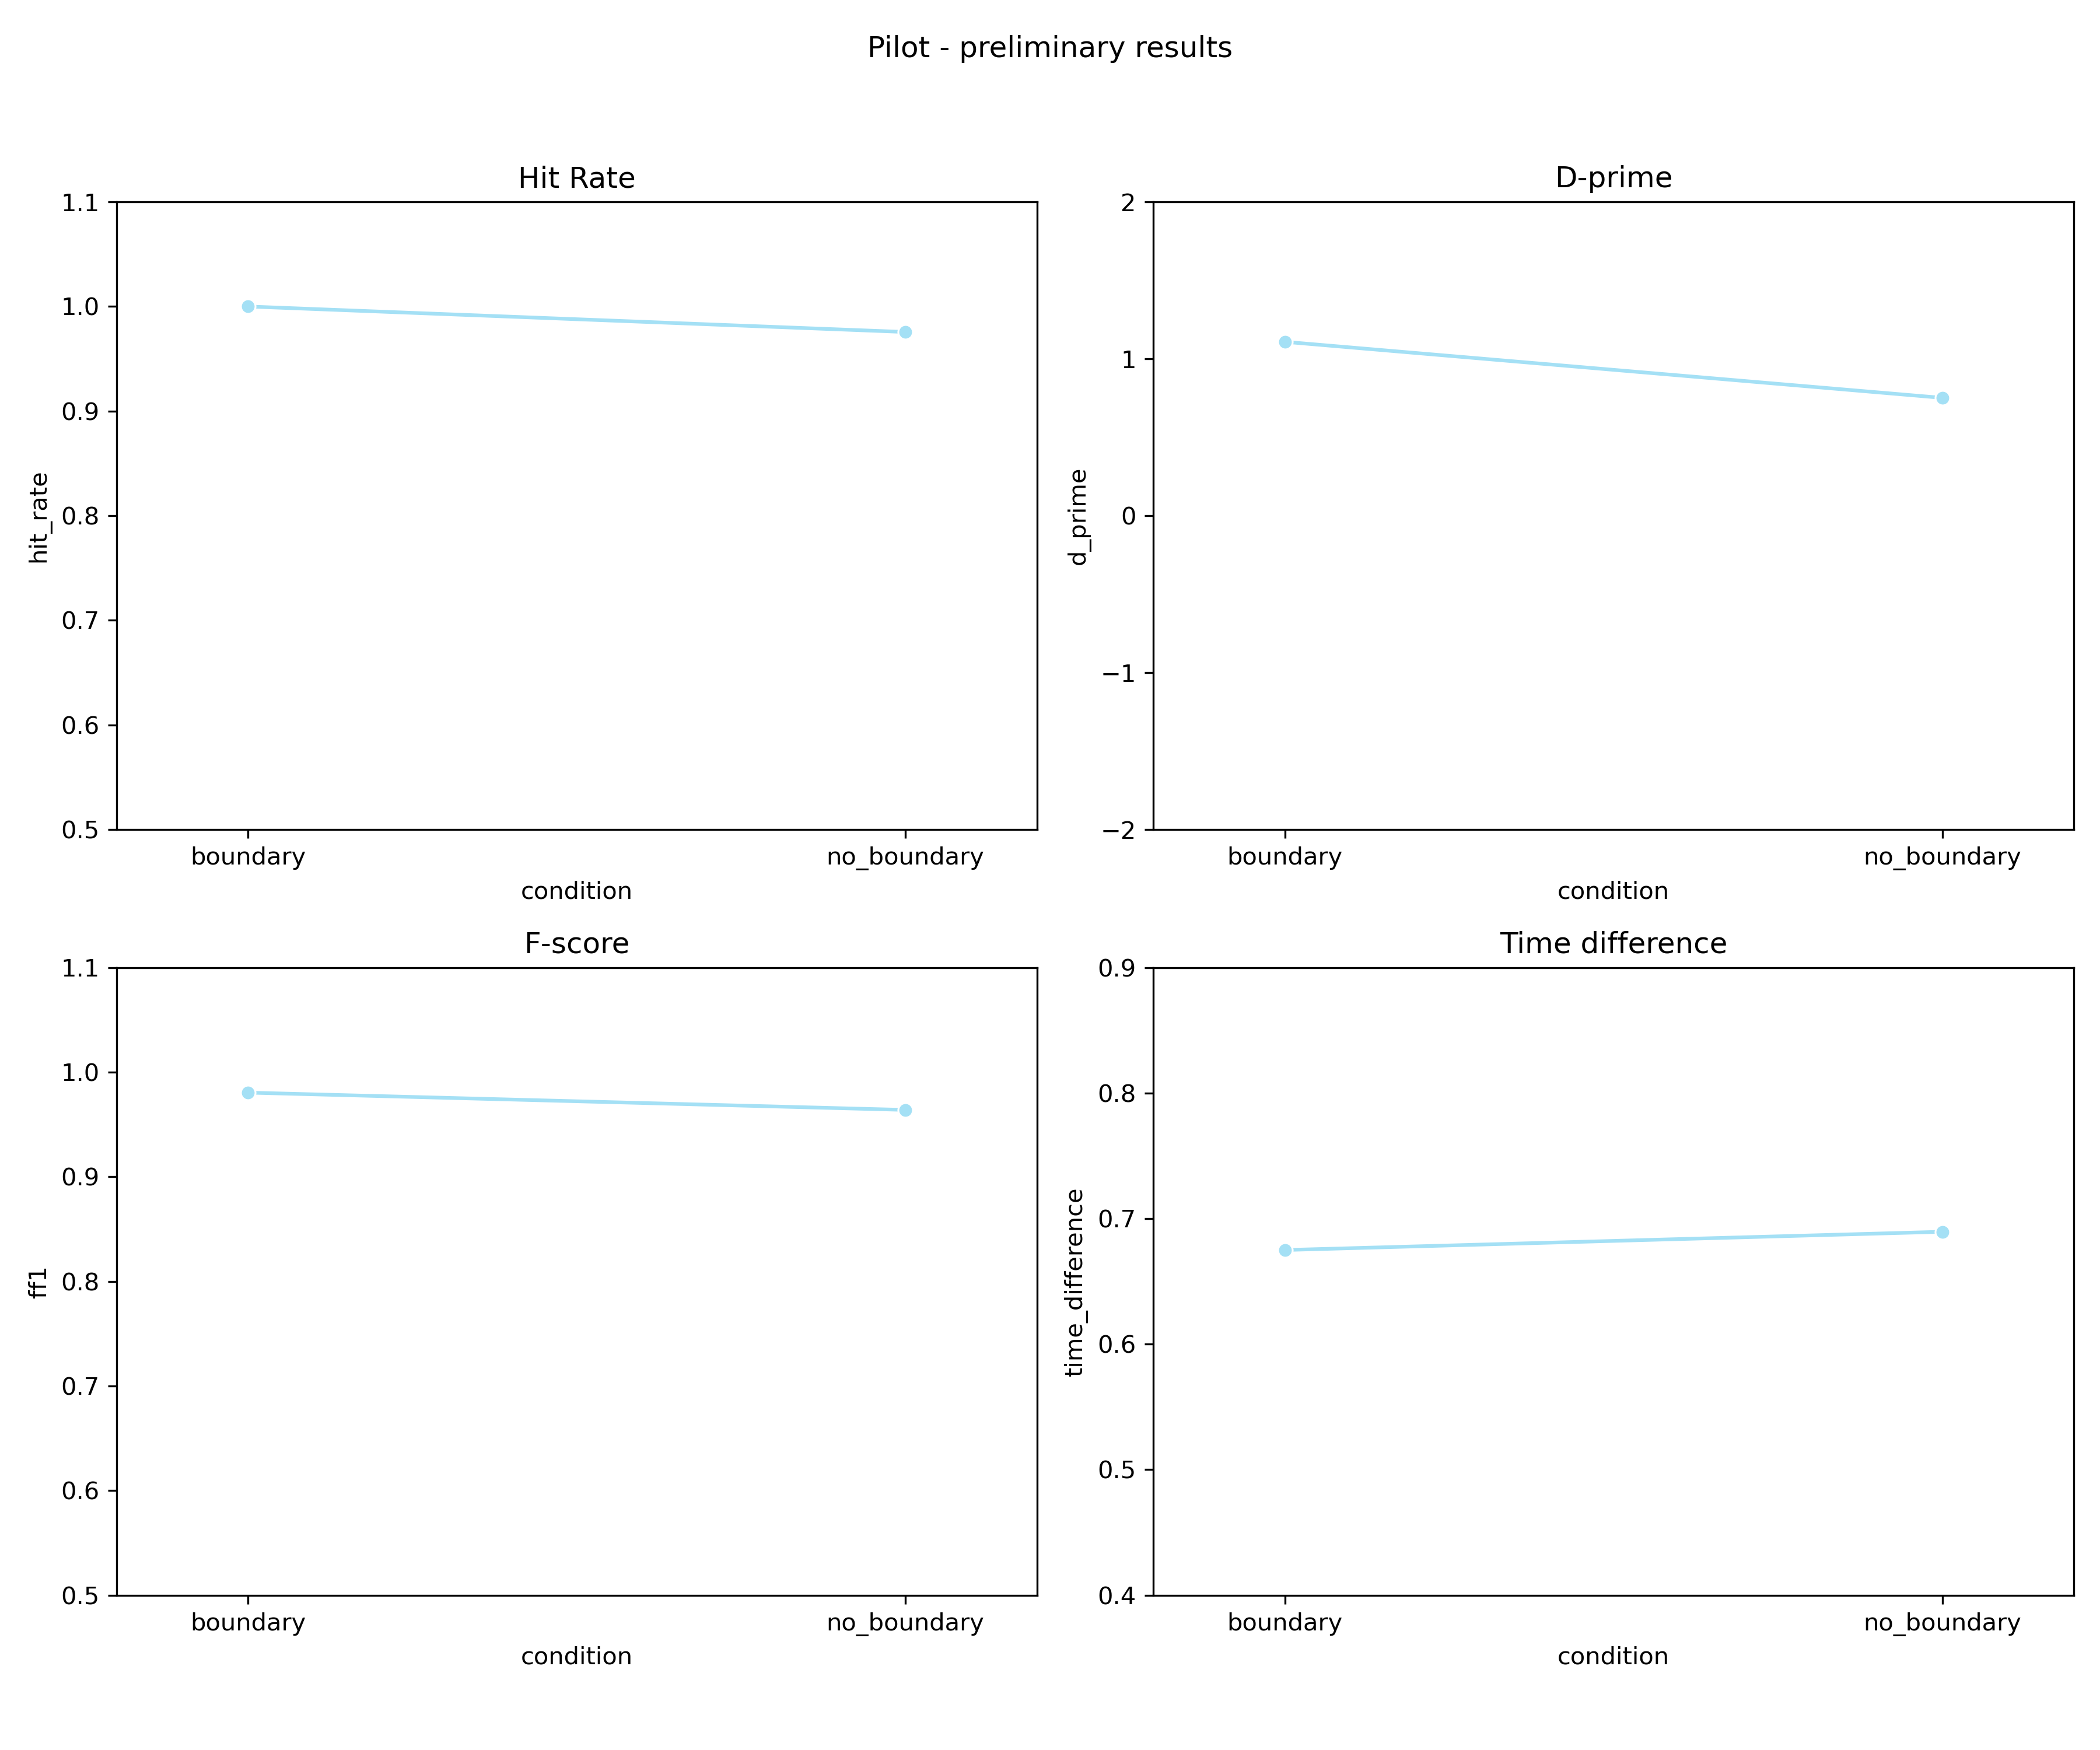 Pilot - preliminary results
Hit Rate
1.1
1.0
0.9
0.8
0.7
0.6
0.5
hit_rate
boundary no_boundary
condition
D-prime
2
1
0
−1
−2
d_prime
boundary no_boundary
condition
F-score
1.1
1.0
0.9
0.8
0.7
0.6
0.5
ff1
boundary no_boundary
condition
Time difference
0.9
0.8
0.7
0.6
0.5
0.4
time_difference
boundary no_boundary
condition